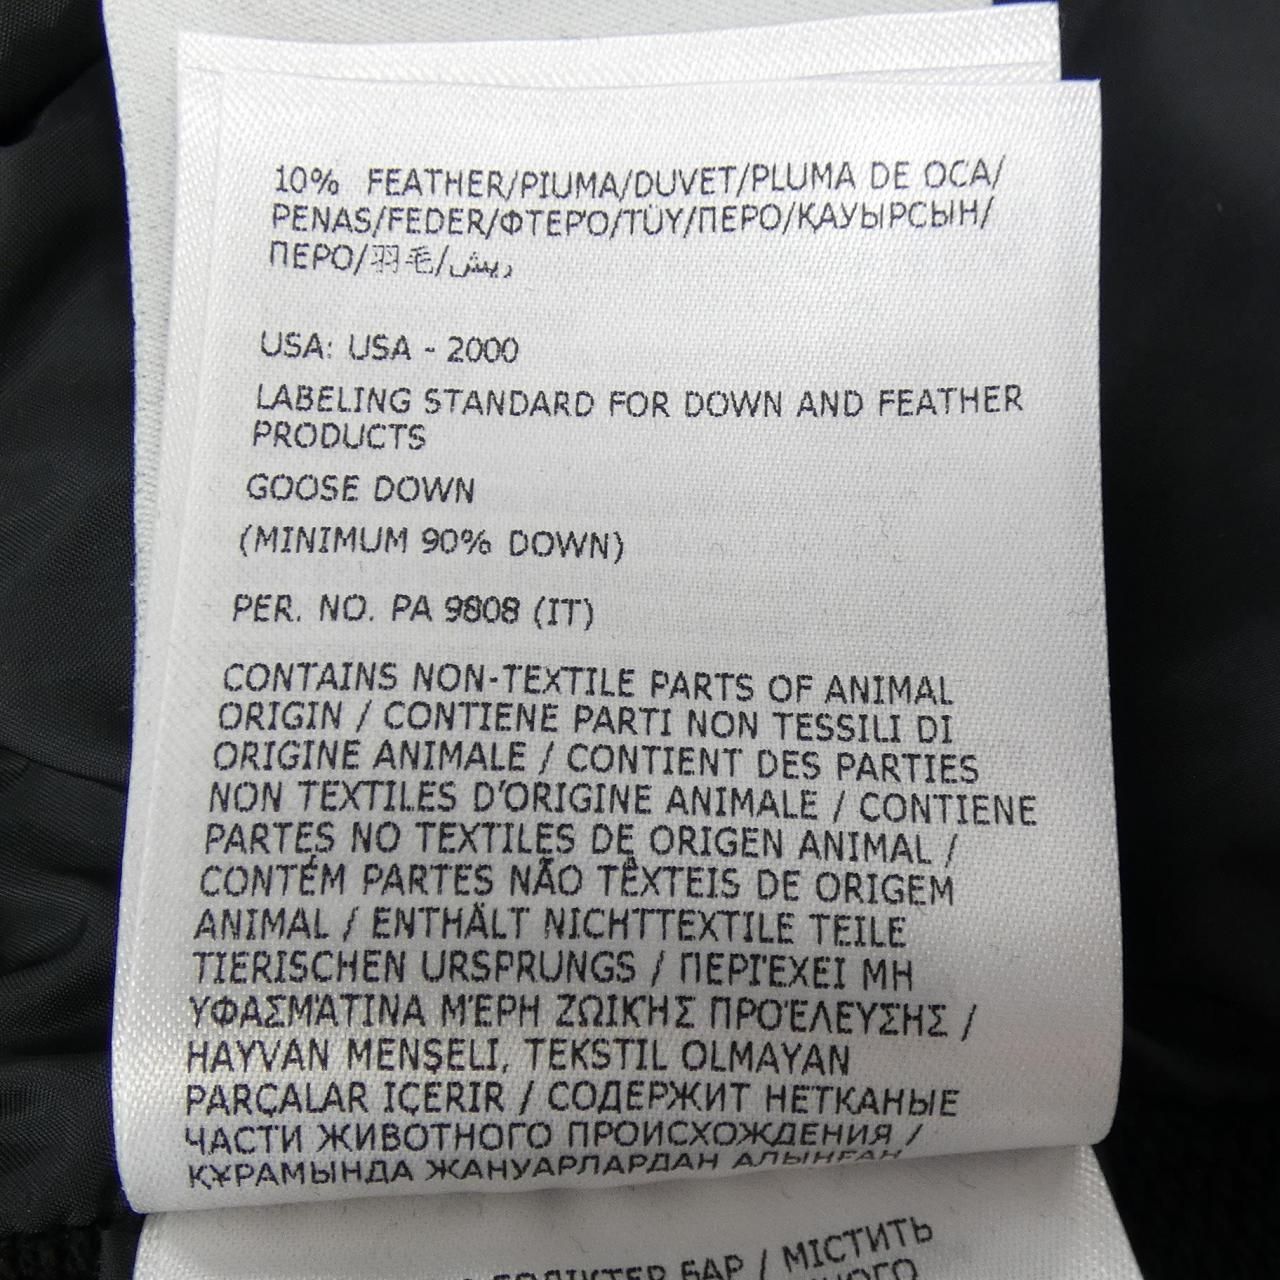 10% FEATHER/PIUMA/DUVET/PLUMA DE OCA/
PENAS/FEDER/ΦΤΕΡΌ/TÜY/ПЕРО/ҚАУЫРСЫН/
ПЕРО/羽毛/ريش
USA: USA - 2000
LABELING STANDARD FOR DOWN AND FEATHER
PRODUCTS
GOOSE DOWN
(MINIMUM 90% DOWN)
PER. NO. PA 9808 (IT)
CONTAINS NON-TEXTILE PARTS OF ANIMAL
ORIGIN / CONTIENE PARTI NON TESSILI DI
ORIGINE ANIMALE / CONTIENT DES PARTIES
NON TEXTILES D'ORIGINE ANIMALE / CONTIENE
PARTES NO TEXTILES DE ORIGEN ANIMAL /
CONTÉM PARTES NÃO TÊXTEIS DE ORIGEM
ANIMAL / ENTHÄLT NICHTTEXTILE TEILE
TIERISCHEN URSPRUNGS / ΠΕΡΙΈΧΕΙ ΜΗ
ΥΦΑΣΜΆΤΙΝΑ ΜΈΡΗ ΖΩΙΚΉΣ ΠΡΟΈΛΕΥΣΗΣ /
HAYVAN MENŞELI, TEKSTIL OLMAYAN
PARÇALAR IÇERIR / СОДЕРЖИТ НЕТКАНЫЕ
ЧАСТИ ЖИВОТНОГО ПРОИСХОЖДЕНИЯ /
ҚҰРАМЫНДА ЖАНУАРЛАРДАН АЛЫНҒАН
БАР / МІСТИТЬ